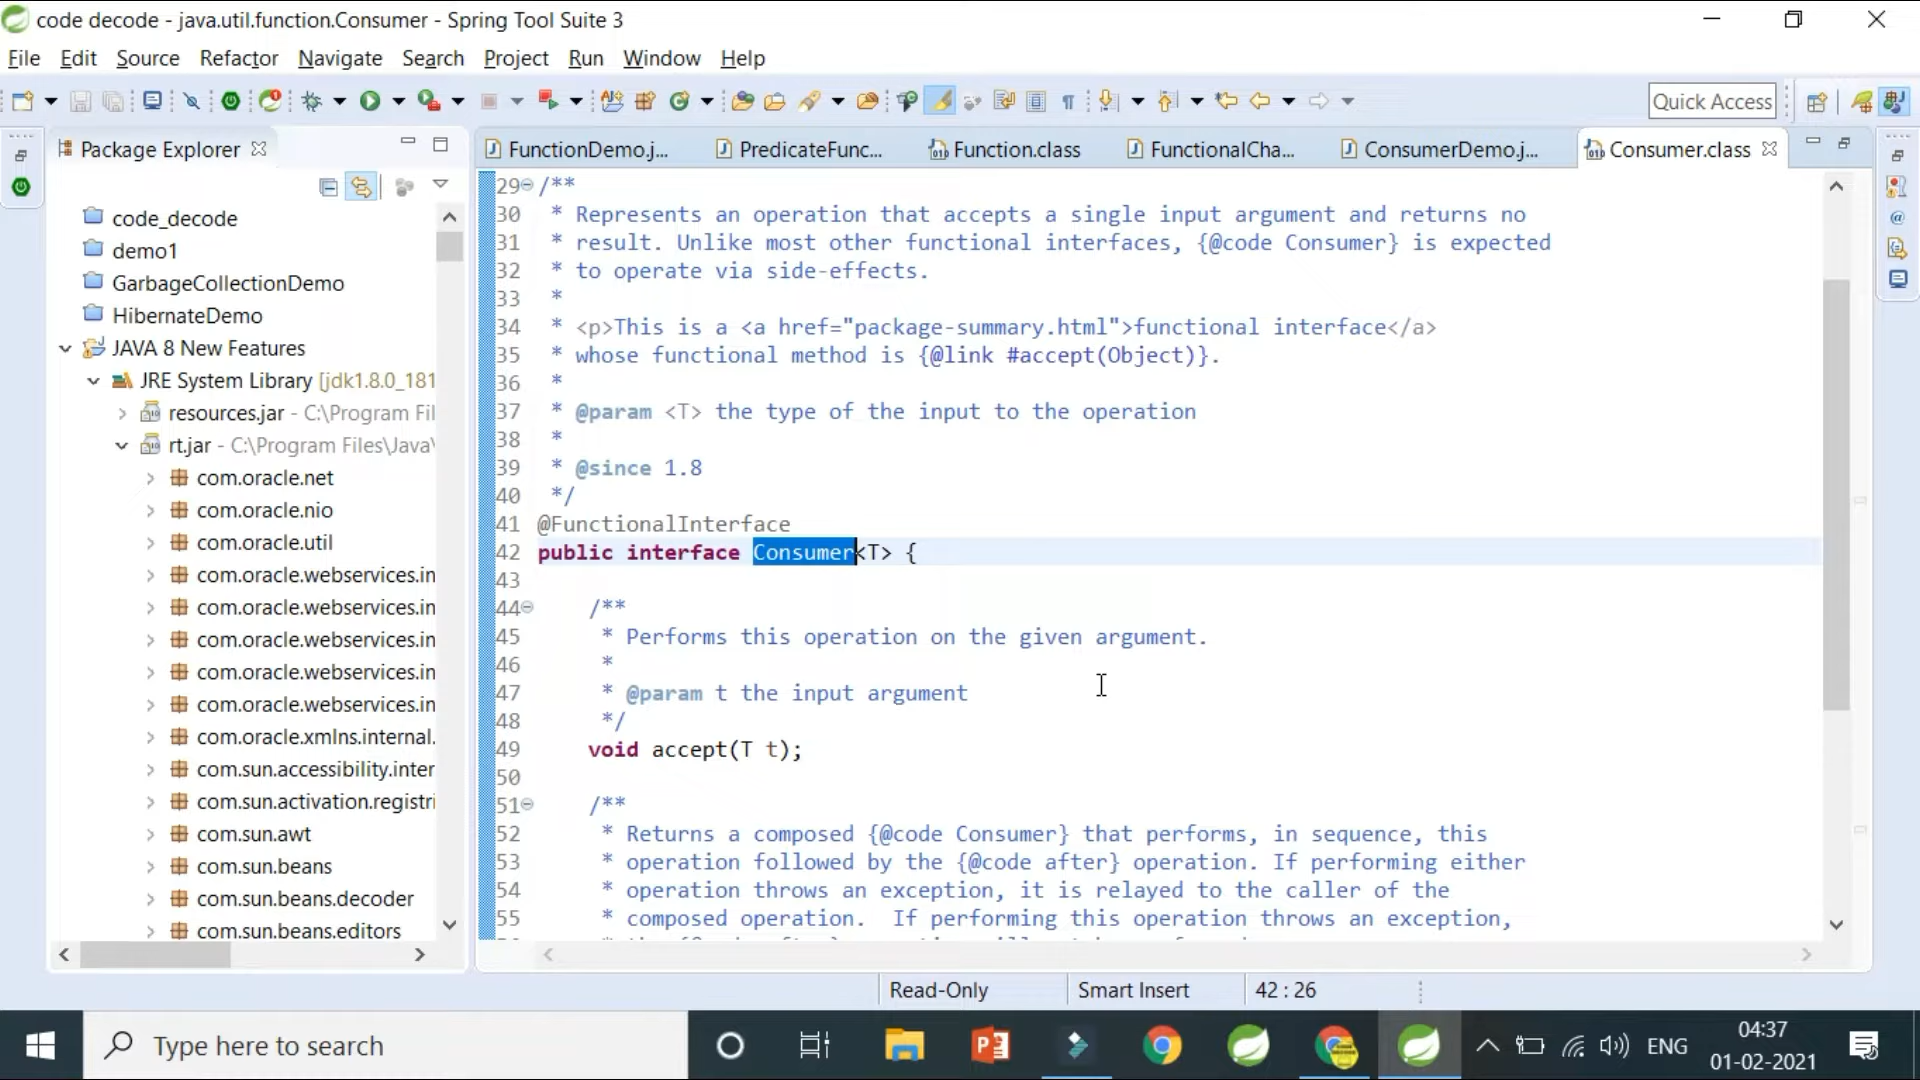 code decode - java.util.function.Consumer - Spring Tool Suite 3
File Edit Source Refactor Navigate Search Project Run Window Help
Quick Access
Package Explorer
code_decode
demo1
GarbageCollectionDemo
HibernateDemo
JAVA 8 New Features
JRE System Library [jdk1.8.0_181
resources.jar - C:\Program Fil
rt.jar - C:\Program Files\Java\
com.oracle.net
com.oracle.nio
com.oracle.util
com.oracle.webservices.in
com.oracle.webservices.in
com.oracle.webservices.in
com.oracle.webservices.in
com.oracle.webservices.in
com.oracle.xmlns.internal.
com.sun.accessibility.inter
com.sun.activation.registri
com.sun.awt
com.sun.beans
com.sun.beans.decoder
com.sun.beans.editors
FunctionDemo.j... PredicateFunc... Function.class FunctionalCha... ConsumerDemo.j... Consumer.class
29 /**
30 * Represents an operation that accepts a single input argument and returns no
31 * result. Unlike most other functional interfaces, {@code Consumer} is expected
32 * to operate via side-effects.
33 *
34 * <p>This is a <a href="package-summary.html">functional interface</a>
35 * whose functional method is {@link #accept(Object)}.
36 *
37 * @param <T> the type of the input to the operation
38 *
39 * @since 1.8
40 */
41 @FunctionalInterface
42 public interface Consumer<T> {
43
44 /**
45 * Performs this operation on the given argument.
46 *
47 * @param t the input argument
48 */
49 void accept(T t);
50
51 /**
52 * Returns a composed {@code Consumer} that performs, in sequence, this
53 * operation followed by the {@code after} operation. If performing either
54 * operation throws an exception, it is relayed to the caller of the
55 * composed operation.  If performing this operation throws an exception,
Read-Only Smart Insert 42 : 26
Type here to search
ENG
04:37
01-02-2021